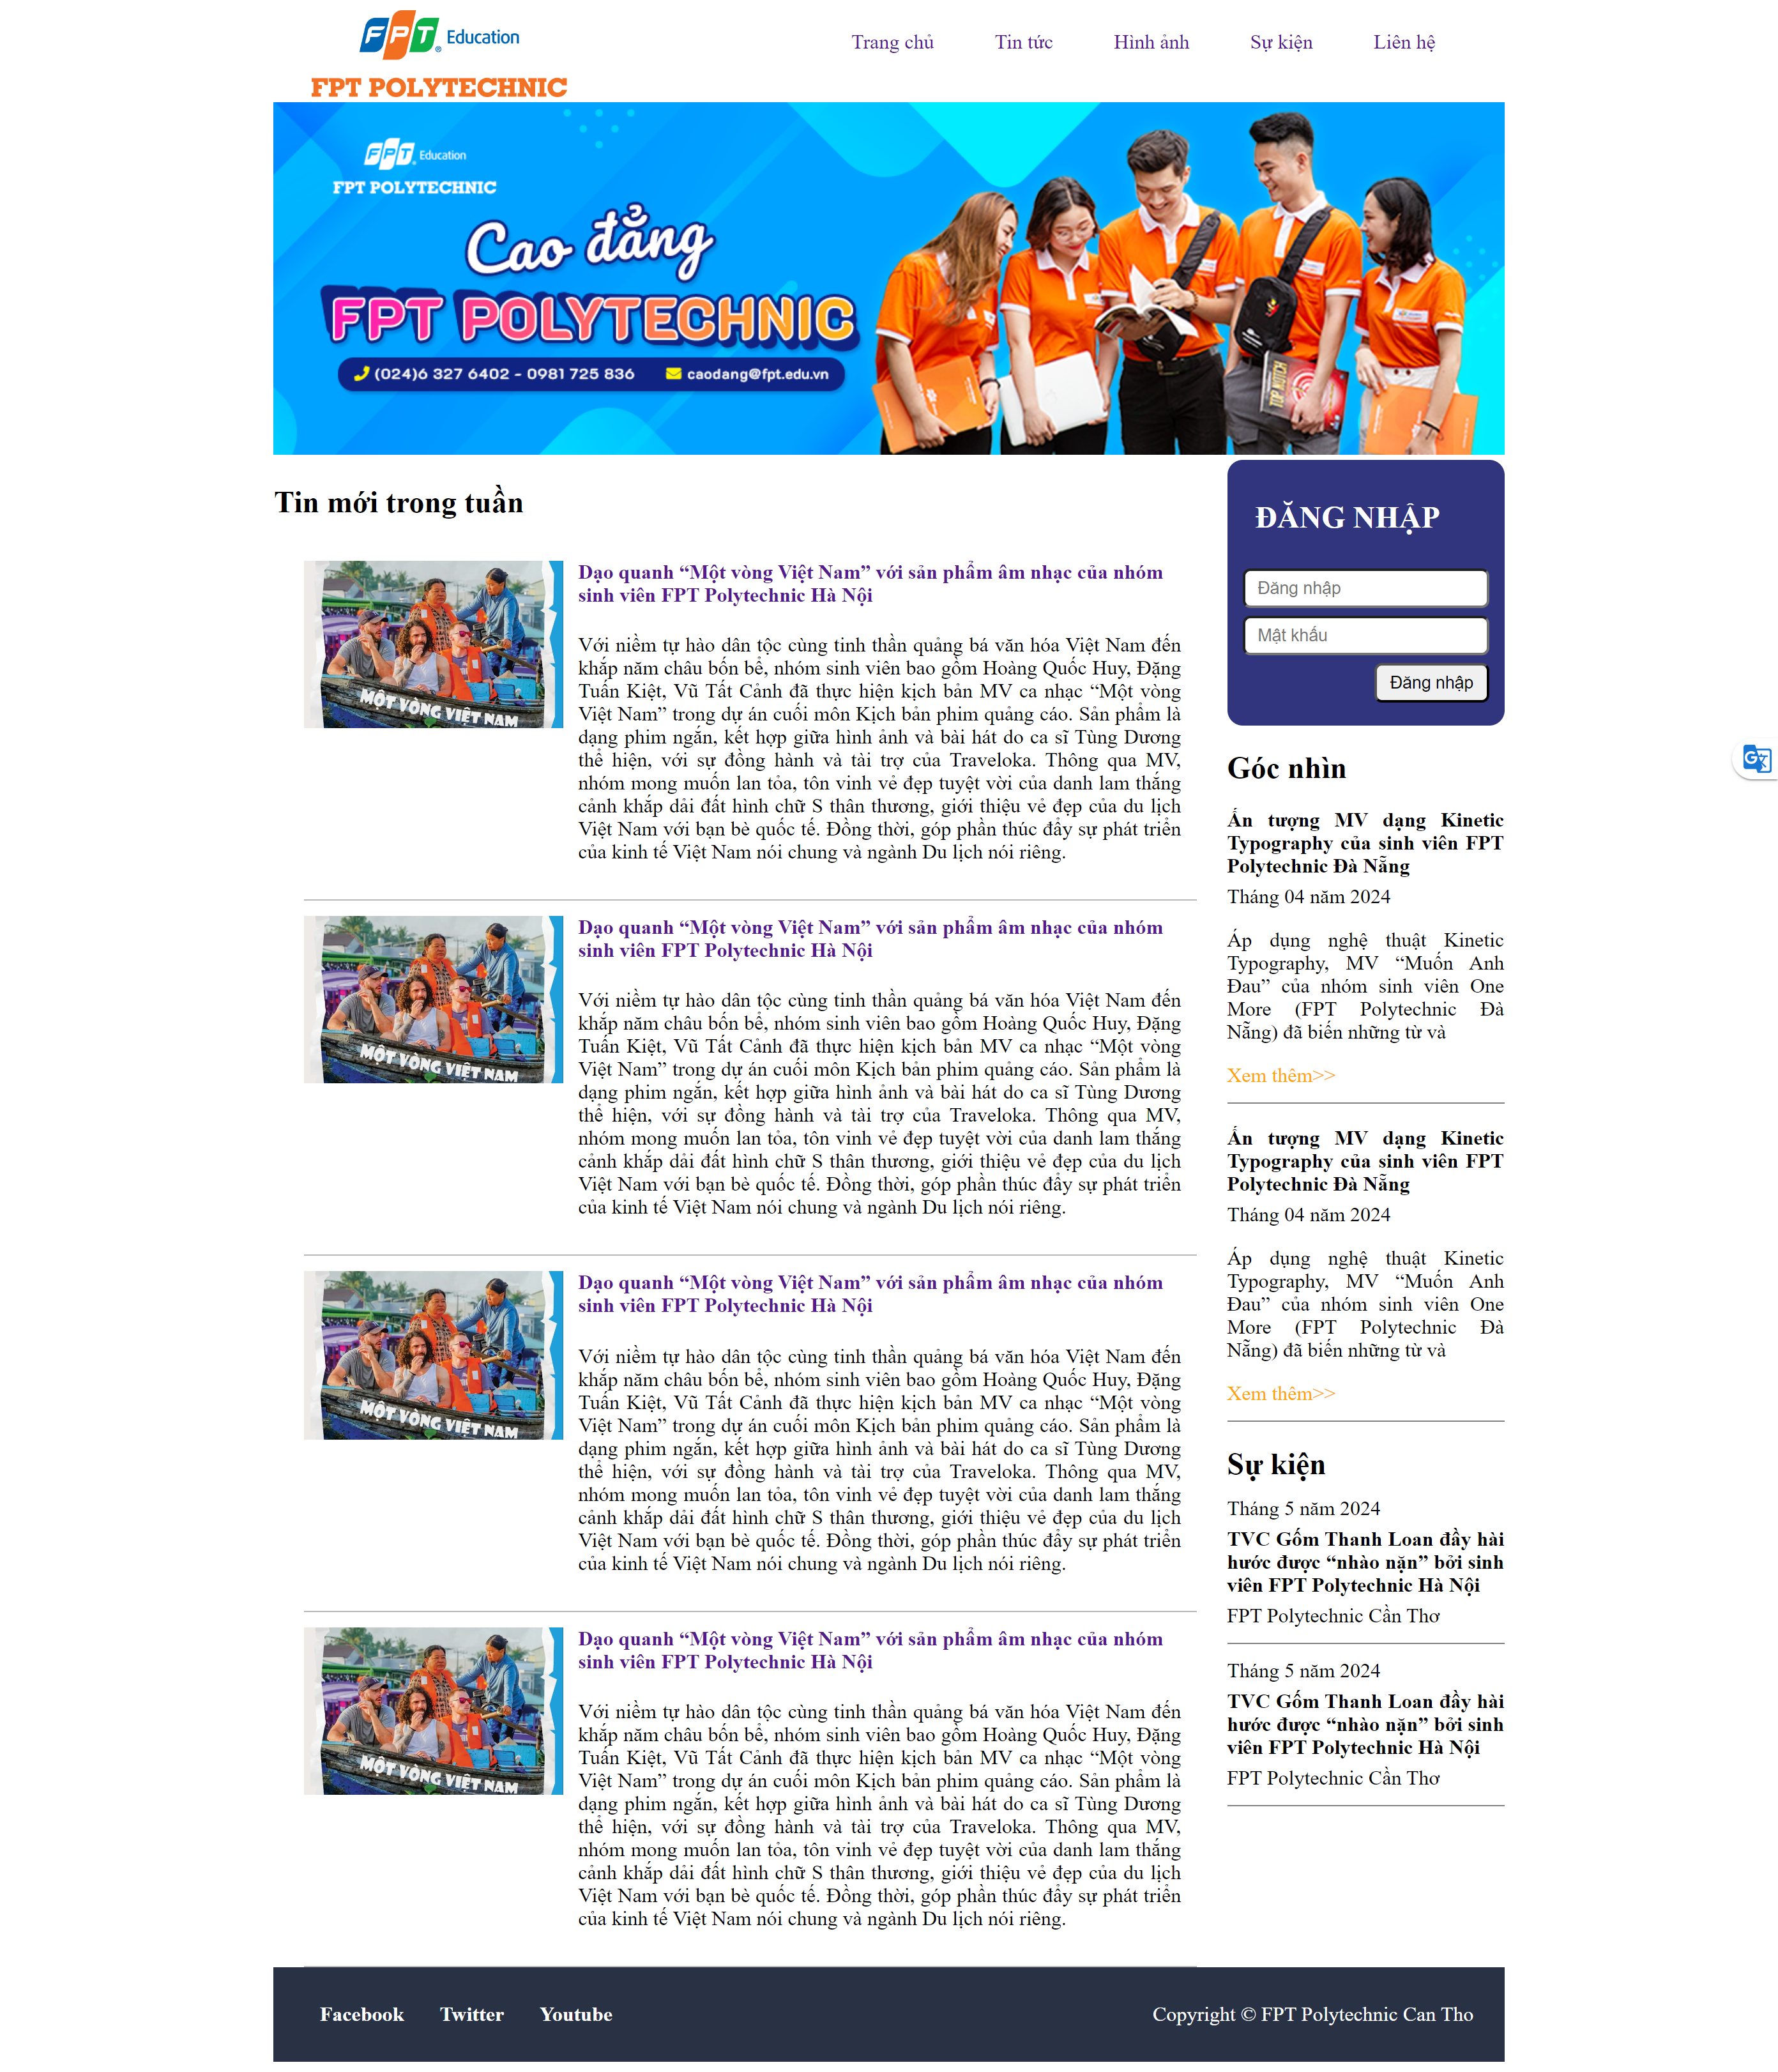 FPT Education
FPT POLYTECHNIC
Trang chủ
Tin tức
Hình ảnh
Sự kiện
Liên hệ
FPT Education
FPT POLYTECHNIC
Cao đẳng
FPT POLYTECHNIC
(024)6 327 6402 - 0981 725 836
caodang@fpt.edu.vn
TOP NOTCH
Tin mới trong tuần
MỘT VÒNG VIỆT NAM
Dạo quanh “Một vòng Việt Nam” với sản phẩm âm nhạc của nhóm
sinh viên FPT Polytechnic Hà Nội
Với niềm tự hào dân tộc cùng tinh thần quảng bá văn hóa Việt Nam đến
khắp năm châu bốn bể, nhóm sinh viên bao gồm Hoàng Quốc Huy, Đặng
Tuấn Kiệt, Vũ Tất Cảnh đã thực hiện kịch bản MV ca nhạc “Một vòng
Việt Nam” trong dự án cuối môn Kịch bản phim quảng cáo. Sản phẩm là
dạng phim ngắn, kết hợp giữa hình ảnh và bài hát do ca sĩ Tùng Dương
thể hiện, với sự đồng hành và tài trợ của Traveloka. Thông qua MV,
nhóm mong muốn lan tỏa, tôn vinh vẻ đẹp tuyệt vời của danh lam thắng
cảnh khắp dải đất hình chữ S thân thương, giới thiệu vẻ đẹp của du lịch
Việt Nam với bạn bè quốc tế. Đồng thời, góp phần thúc đẩy sự phát triển
của kinh tế Việt Nam nói chung và ngành Du lịch nói riêng.
MỘT VÒNG VIỆT NAM
Dạo quanh “Một vòng Việt Nam” với sản phẩm âm nhạc của nhóm
sinh viên FPT Polytechnic Hà Nội
Với niềm tự hào dân tộc cùng tinh thần quảng bá văn hóa Việt Nam đến
khắp năm châu bốn bể, nhóm sinh viên bao gồm Hoàng Quốc Huy, Đặng
Tuấn Kiệt, Vũ Tất Cảnh đã thực hiện kịch bản MV ca nhạc “Một vòng
Việt Nam” trong dự án cuối môn Kịch bản phim quảng cáo. Sản phẩm là
dạng phim ngắn, kết hợp giữa hình ảnh và bài hát do ca sĩ Tùng Dương
thể hiện, với sự đồng hành và tài trợ của Traveloka. Thông qua MV,
nhóm mong muốn lan tỏa, tôn vinh vẻ đẹp tuyệt vời của danh lam thắng
cảnh khắp dải đất hình chữ S thân thương, giới thiệu vẻ đẹp của du lịch
Việt Nam với bạn bè quốc tế. Đồng thời, góp phần thúc đẩy sự phát triển
của kinh tế Việt Nam nói chung và ngành Du lịch nói riêng.
MỘT VÒNG VIỆT NAM
Dạo quanh “Một vòng Việt Nam” với sản phẩm âm nhạc của nhóm
sinh viên FPT Polytechnic Hà Nội
Với niềm tự hào dân tộc cùng tinh thần quảng bá văn hóa Việt Nam đến
khắp năm châu bốn bể, nhóm sinh viên bao gồm Hoàng Quốc Huy, Đặng
Tuấn Kiệt, Vũ Tất Cảnh đã thực hiện kịch bản MV ca nhạc “Một vòng
Việt Nam” trong dự án cuối môn Kịch bản phim quảng cáo. Sản phẩm là
dạng phim ngắn, kết hợp giữa hình ảnh và bài hát do ca sĩ Tùng Dương
thể hiện, với sự đồng hành và tài trợ của Traveloka. Thông qua MV,
nhóm mong muốn lan tỏa, tôn vinh vẻ đẹp tuyệt vời của danh lam thắng
cảnh khắp dải đất hình chữ S thân thương, giới thiệu vẻ đẹp của du lịch
Việt Nam với bạn bè quốc tế. Đồng thời, góp phần thúc đẩy sự phát triển
của kinh tế Việt Nam nói chung và ngành Du lịch nói riêng.
MỘT VÒNG VIỆT NAM
Dạo quanh “Một vòng Việt Nam” với sản phẩm âm nhạc của nhóm
sinh viên FPT Polytechnic Hà Nội
Với niềm tự hào dân tộc cùng tinh thần quảng bá văn hóa Việt Nam đến
khắp năm châu bốn bể, nhóm sinh viên bao gồm Hoàng Quốc Huy, Đặng
Tuấn Kiệt, Vũ Tất Cảnh đã thực hiện kịch bản MV ca nhạc “Một vòng
Việt Nam” trong dự án cuối môn Kịch bản phim quảng cáo. Sản phẩm là
dạng phim ngắn, kết hợp giữa hình ảnh và bài hát do ca sĩ Tùng Dương
thể hiện, với sự đồng hành và tài trợ của Traveloka. Thông qua MV,
nhóm mong muốn lan tỏa, tôn vinh vẻ đẹp tuyệt vời của danh lam thắng
cảnh khắp dải đất hình chữ S thân thương, giới thiệu vẻ đẹp của du lịch
Việt Nam với bạn bè quốc tế. Đồng thời, góp phần thúc đẩy sự phát triển
của kinh tế Việt Nam nói chung và ngành Du lịch nói riêng.
ĐĂNG NHẬP
Đăng nhập
Mật khẩu
Đăng nhập
Góc nhìn
Ấn tượng MV dạng Kinetic
Typography của sinh viên FPT
Polytechnic Đà Nẵng
Tháng 04 năm 2024
Áp dụng nghệ thuật Kinetic
Typography, MV “Muốn Anh
Đau” của nhóm sinh viên One
More (FPT Polytechnic Đà
Nẵng) đã biến những từ và
Xem thêm>>
Ấn tượng MV dạng Kinetic
Typography của sinh viên FPT
Polytechnic Đà Nẵng
Tháng 04 năm 2024
Áp dụng nghệ thuật Kinetic
Typography, MV “Muốn Anh
Đau” của nhóm sinh viên One
More (FPT Polytechnic Đà
Nẵng) đã biến những từ và
Xem thêm>>
Sự kiện
Tháng 5 năm 2024
TVC Gốm Thanh Loan đầy hài
hước được “nhào nặn” bởi sinh
viên FPT Polytechnic Hà Nội
FPT Polytechnic Cần Thơ
Tháng 5 năm 2024
TVC Gốm Thanh Loan đầy hài
hước được “nhào nặn” bởi sinh
viên FPT Polytechnic Hà Nội
FPT Polytechnic Cần Thơ
Facebook
Twitter
Youtube
Copyright © FPT Polytechnic Can Tho